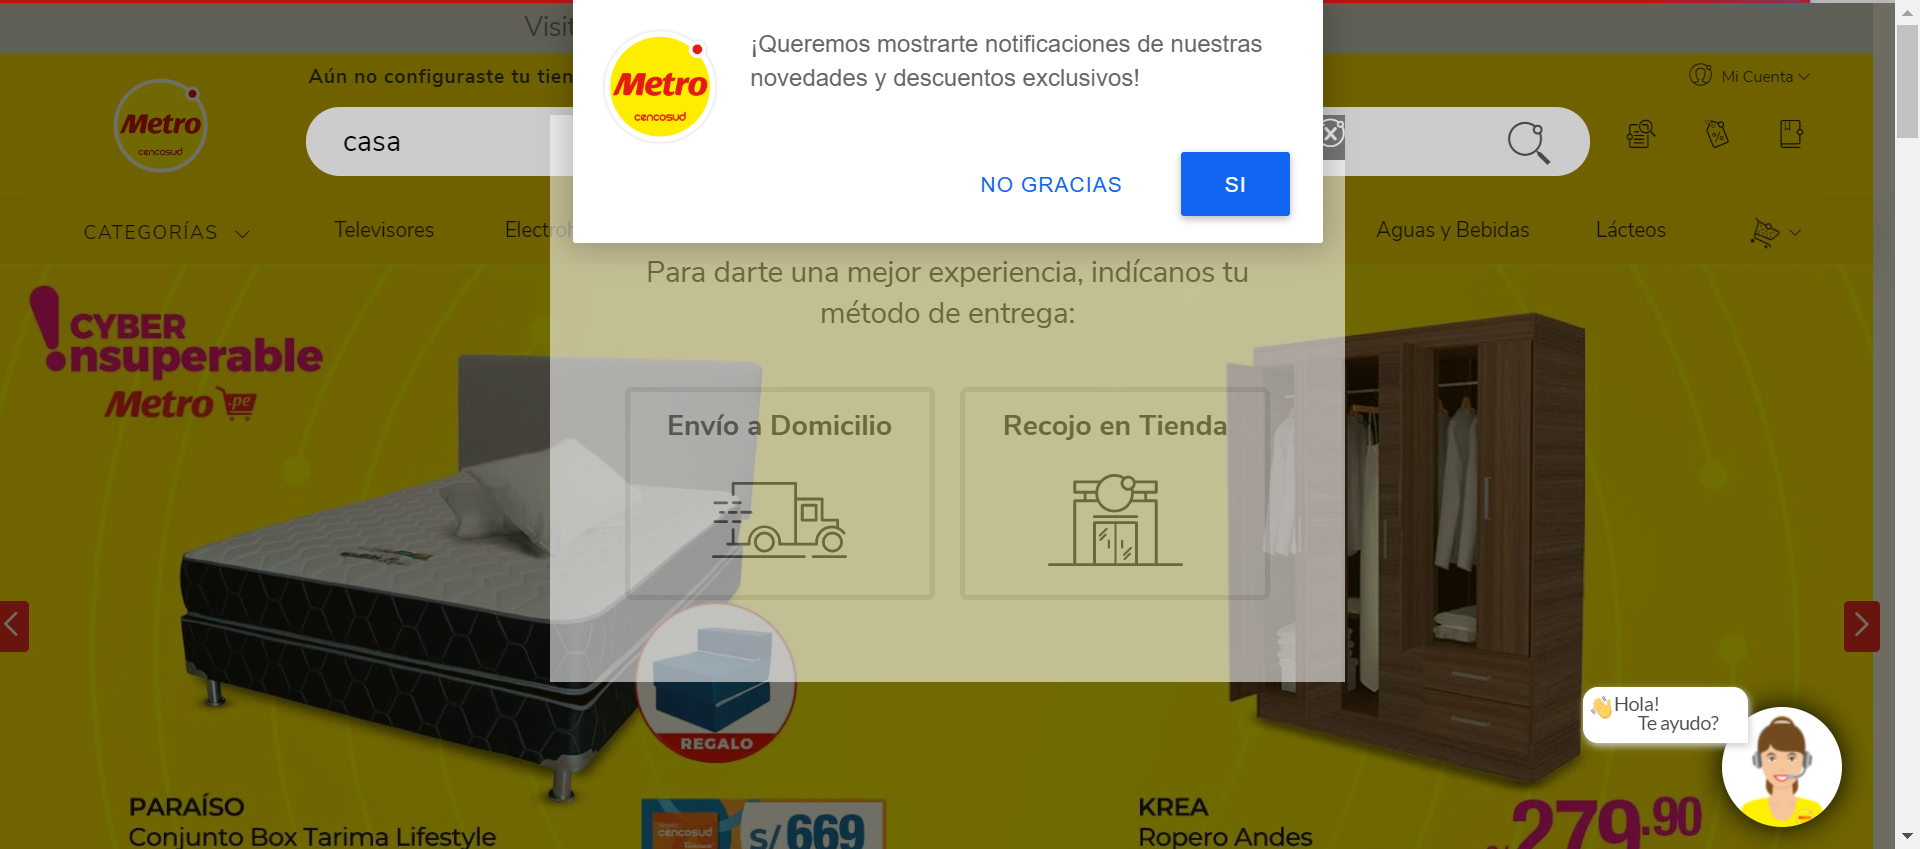 Visit
¡Queremos mostrarte notificaciones de nuestras
novedades y descuentos exclusivos!
Metro
cencosud
NO GRACIAS
SI
Aún no configuraste tu tien
Mi Cuenta
Metro
cencosud
casa
CATEGORÍAS
Televisores
Electroh
Aguas y Bebidas
Lácteos
Para darte una mejor experiencia, indícanos tu
método de entrega:
CYBER
nsuperable
Metro .pe
Envío a Domicilio
Recojo en Tienda
REGALO
Hola!
Te ayudo?
PARAÍSO
Conjunto Box Tarima Lifestyle
cencosud
S/ 669
KREA
Ropero Andes
279.90